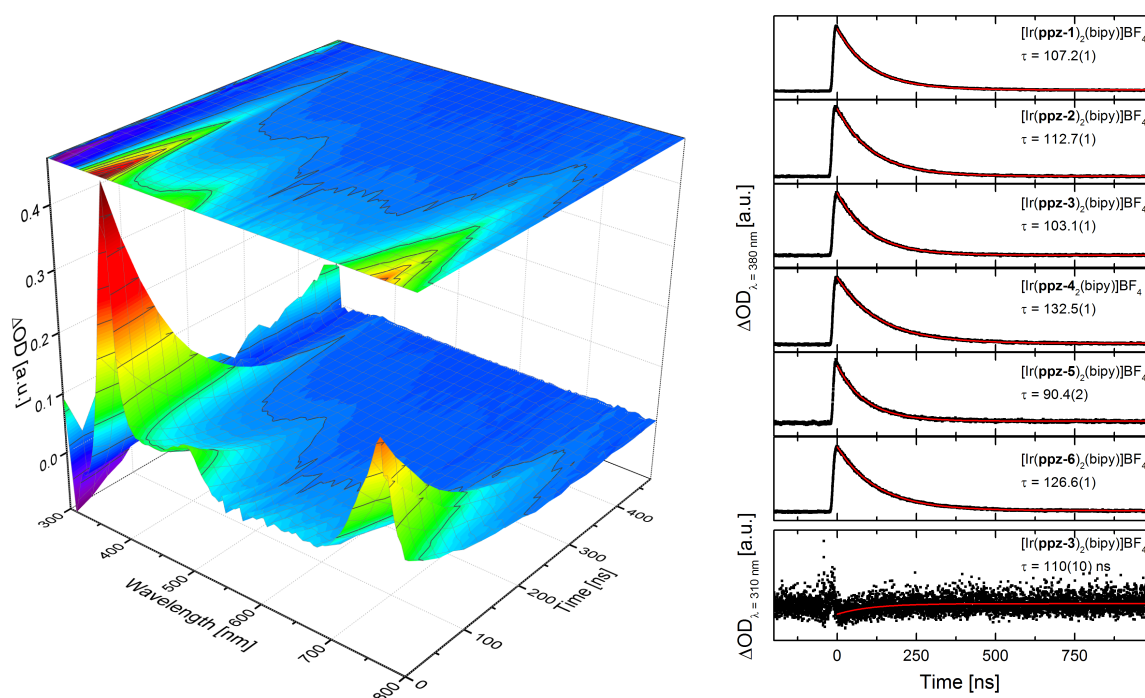 0.4
0.3
0.2
0.1
0.0
ΔOD [a.u.]
300
400
500
600
700
800
Wavelength [nm]
0
100
200
300
400
Time [ns]
[Ir(ppz-1)2(bipy)]BF4
τ = 107.2(1)
[Ir(ppz-2)2(bipy)]BF4
τ = 112.7(1)
[Ir(ppz-3)2(bipy)]BF4
τ = 103.1(1)
[Ir(ppz-4)2(bipy)]BF4
τ = 132.5(1)
[Ir(ppz-5)2(bipy)]BF4
τ = 90.4(2)
[Ir(ppz-6)2(bipy)]BF4
τ = 126.6(1)
ΔODλ = 380 nm [a.u.]
[Ir(ppz-3)2(bipy)]BF4
τ = 110(10) ns
ΔODλ = 310 nm [a.u.]
0 250 500 750
Time [ns]